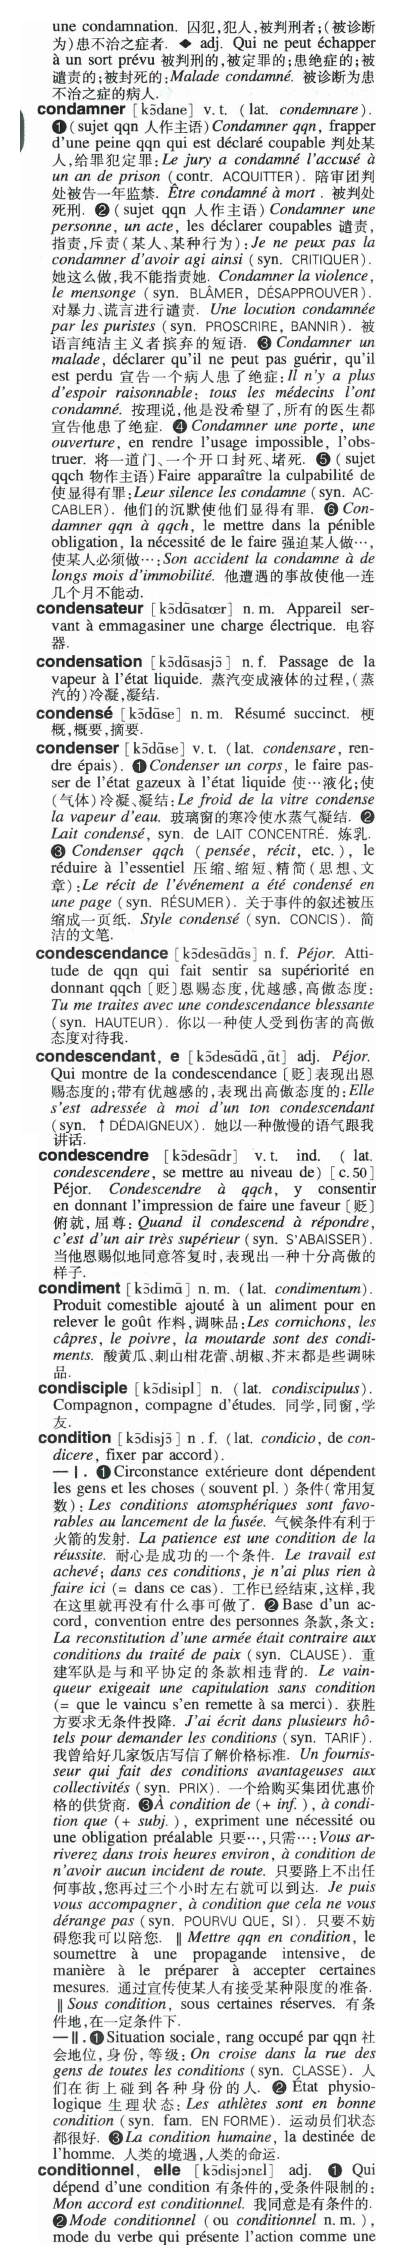 une condamnation. 囚犯,犯人,被判刑者;(被诊断
为)患不治之症者. ◆ adj. Qui ne peut échapper
à un sort prévu 被判刑的,被定罪的;患绝症的;被
谴责的;被封死的:Malade condamné. 被诊断为患
不治之症的病人.
condamner [kɔ̃dane] v.t. (lat. condemnare).
❶(sujet qqn 人作主语) Condamner qqn, frapper
d'une peine qqn qui est déclaré coupable 判处某
人,给罪犯定罪:Le jury a condamné l'accusé à
un an de prison (contr. ACQUITTER). 陪审团判
处被告一年监禁. Être condamné à mort. 被判处
死刑. ❷(sujet qqn 人作主语) Condamner une
personne, un acte, les déclarer coupables 谴责,
指责,斥责(某人、某种行为):Je ne peux pas la
condamner d'avoir agi ainsi (syn. CRITIQUER).
她这么做,我不能指责她. Condamner la violence,
le mensonge (syn. BLÂMER, DÉSAPPROUVER).
对暴力、谎言进行谴责. Une locution condamnée
par les puristes (syn. PROSCRIRE, BANNIR). 被
语言纯洁主义者摈弃的短语. ❸ Condamner un
malade, déclarer qu'il ne peut pas guérir, qu'il
est perdu 宣告一个病人患了绝症:Il n'y a plus
d'espoir raisonnable: tous les médecins l'ont
condamné. 按理说,他是没希望了,所有的医生都
宣告他患了绝症. ❹ Condamner une porte, une
ouverture, en rendre l'usage impossible, l'obs-
truer. 将一道门、一个开口封死、堵死. ❺(sujet
qqch 物作主语) Faire apparaître la culpabilité de
使显得有罪:Leur silence les condamne (syn. AC-
CABLER). 他们的沉默使他们显得有罪. ❻ Con-
damner qqn à qqch, le mettre dans la pénible
obligation, la nécessité de le faire 强迫某人做…,
使某人必须做…:Son accident la condamne à de
longs mois d'immobilité. 他遭遇的事故使他一连
几个月不能动.
condensateur [kɔ̃dɑ̃satœr] n.m. Appareil ser-
vant à emmagasiner une charge électrique. 电容
器.
condensation [kɔ̃dɑ̃sasjɔ̃] n.f. Passage de la
vapeur à l'état liquide. 蒸汽变成液体的过程,(蒸
汽的)冷凝,凝结.
condensé [kɔ̃dɑ̃se] n.m. Résumé succinct. 梗
概,概要,摘要.
condenser [kɔ̃dɑ̃se] v.t. (lat. condensare, ren-
dre épais). ❶ Condenser un corps, le faire pas-
ser de l'état gazeux à l'état liquide 使…液化;使
(气体)冷凝、凝结:Le froid de la vitre condense
la vapeur d'eau. 玻璃窗的寒冷使水蒸气凝结. ❷
Lait condensé, syn. de LAIT CONCENTRÉ. 炼乳.
❸ Condenser qqch (pensée, récit, etc.), le
réduire à l'essentiel 压缩、缩短、精简(思想、文
章):Le récit de l'événement a été condensé en
une page (syn. RÉSUMER). 关于事件的叙述被压
缩成一页纸. Style condensé (syn. CONCIS). 简
洁的文笔.
condescendance [kɔ̃desɑ̃dɑ̃s] n.f. Péjor. Atti-
tude de qqn qui fait sentir sa supériorité en
donnant qqch [贬]恩赐态度,优越感,高傲态度:
Tu me traites avec une condescendance blessante
(syn. HAUTEUR). 你以一种使人受到伤害的高傲
态度对待我.
condescendant, e [kɔ̃desɑ̃dɑ̃,ɑ̃t] adj. Péjor.
Qui montre de la condescendance [贬]表现出恩
赐态度的;带有优越感的,表现出高傲态度的:Elle
s'est adressée à moi d'un ton condescendant
(syn. ↑DÉDAIGNEUX). 她以一种傲慢的语气跟我
讲话.
condescendre [kɔ̃desɑ̃dr] v.t. ind. (lat.
condescendere, se mettre au niveau de) [c.50]
Péjor. Condescendre à qqch, y consentir
en donnant l'impression de faire une faveur [贬]
俯就,屈尊:Quand il condescend à répondre,
c'est d'un air très supérieur (syn. S'ABAISSER).
当他恩赐似地同意答复时,表现出一种十分高傲的
样子.
condiment [kɔ̃dimɑ̃] n.m. (lat. condimentum).
Produit comestible ajouté à un aliment pour en
relever le goût 作料,调味品:Les cornichons, les
câpres, le poivre, la moutarde sont des condi-
ments. 酸黄瓜、刺山柑花蕾、胡椒、芥末都是些调味
品.
condisciple [kɔ̃disipl] n. (lat. condiscipulus).
Compagnon, compagne d'études. 同学,同窗,学
友.
condition [kɔ̃disjɔ̃] n.f. (lat. condicio, de con-
dicere, fixer par accord).
—I. ❶Circonstance extérieure dont dépendent
les gens et les choses (souvent pl.) 条件(常用复
数):Les conditions atomsphériques sont favo-
rables au lancement de la fusée. 气候条件有利于
火箭的发射. La patience est une condition de la
réussite. 耐心是成功的一个条件. Le travail est
achevé; dans ces conditions, je n'ai plus rien à
faire ici (= dans ce cas). 工作已经结束,这样,我
在这里就再没有什么事可做了. ❷Base d'un ac-
cord, convention entre des personnes 条款,条文:
La reconstitution d'une armée était contraire aux
conditions du traité de paix (syn. CLAUSE). 重
建军队是与和平协定的条款相违背的. Le vain-
queur exigeait une capitulation sans condition
(= que le vaincu s'en remette à sa merci). 获胜
方要求无条件投降. J'ai écrit dans plusieurs hô-
tels pour demander les conditions (syn. TARIF).
我曾给好几家饭店写信了解价格标准. Un fournis-
seur qui fait des conditions avantageuses aux
collectivités (syn. PRIX). 一个给购买集团优惠价
格的供货商. ❸À condition de (+ inf.), à condi-
tion que (+ subj.), expriment une nécessité ou
une obligation préalable 只要…,只需…:Vous ar-
riverez dans trois heures environ, à condition de
n'avoir aucun incident de route. 只要路上不出任
何事故,您再过三个小时左右就可以到达. Je puis
vous accompagner, à condition que cela ne vous
dérange pas (syn. POURVU QUE, SI). 只要不妨
碍您我可以陪您. ‖ Mettre qqn en condition, le
soumettre à une propagande intensive, de
manière à le préparer à accepter certaines
mesures. 通过宣传使某人有接受某种限度的准备.
‖ Sous condition, sous certaines réserves. 有条
件地,在一定条件下.
—II. ❶Situation sociale, rang occupé par qqn 社
会地位,身份,等级:On croise dans la rue des
gens de toutes les conditions (syn. CLASSE). 人
们在街上碰到各种身份的人. ❷ État physio-
logique 生理状态:Les athlètes sont en bonne
condition (syn. fam. EN FORME). 运动员们状态
都很好. ❸La condition humaine, la destinée de
l'homme. 人类的境遇,人类的命运.
conditionnel, elle [kɔ̃disjɔnɛl] adj. ❶ Qui
dépend d'une condition 有条件的,受条件限制的:
Mon accord est conditionnel. 我同意是有条件的.
❷Mode conditionnel (ou conditionnel n.m.),
mode du verbe qui présente l'action comme une